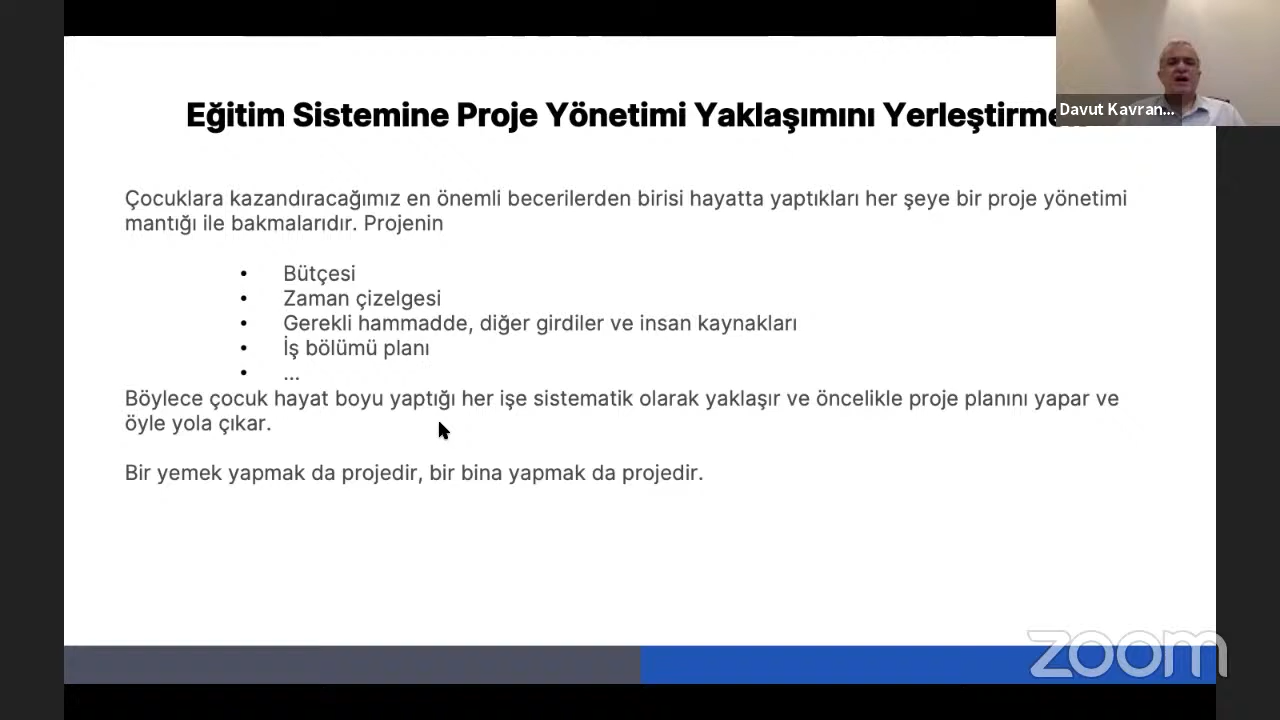 Eğitim Sistemine Proje Yönetimi Yaklaşımını
Davut Kavran...
Çocuklara kazandıracağımız en önemli becerilerden birisi hayatta yaptıkları her şeye bir proje yönetimi
mantığı ile bakmalarıdır. Projenin
• Bütçesi
• Zaman çizelgesi
• Gerekli hammadde, diğer girdiler ve insan kaynakları
• İş bölümü planı
• ...
Böylece çocuk hayat boyu yaptığı her işe sistematik olarak yaklaşır ve öncelikle proje planını yapar ve
öyle yola çıkar.
Bir yemek yapmak da projedir, bir bina yapmak da projedir.
zoom